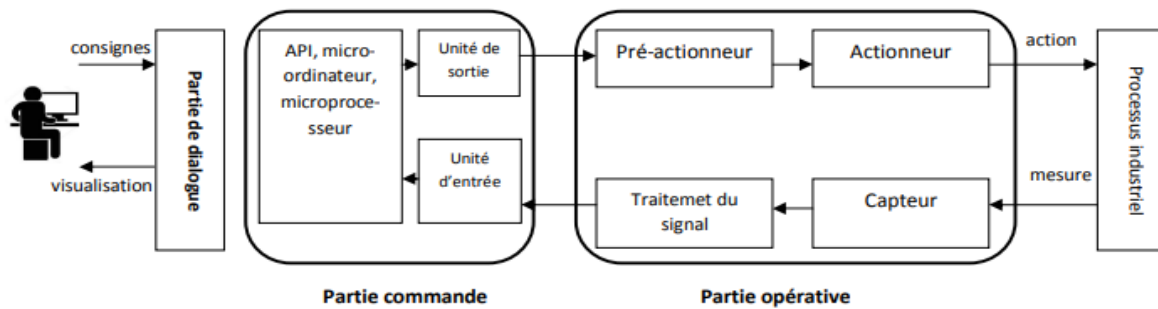 consignes
visualisation
Partie de dialogue
API, micro-
ordinateur,
microproce-
sseur
Unité de
sortie
Unité
d'entrée
Partie commande
Pré-actionneur
Actionneur
Traitemet du
signal
Capteur
Partie opérative
action
mesure
Processus industriel